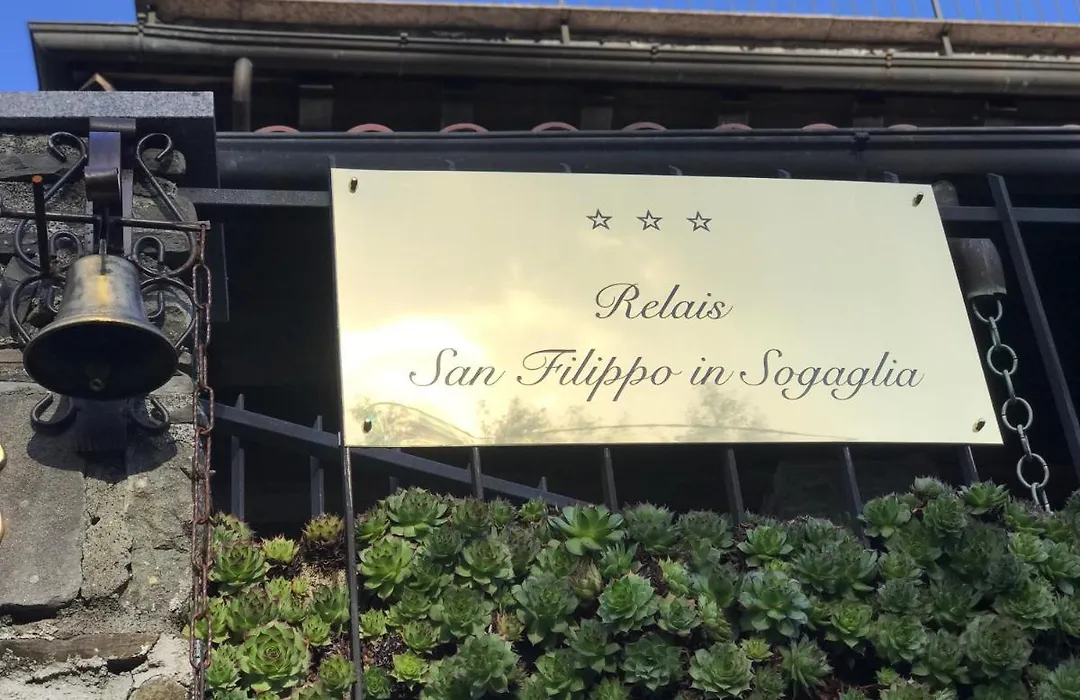 ☆ ☆ ☆
Relais
San Filippo in Sogaglia